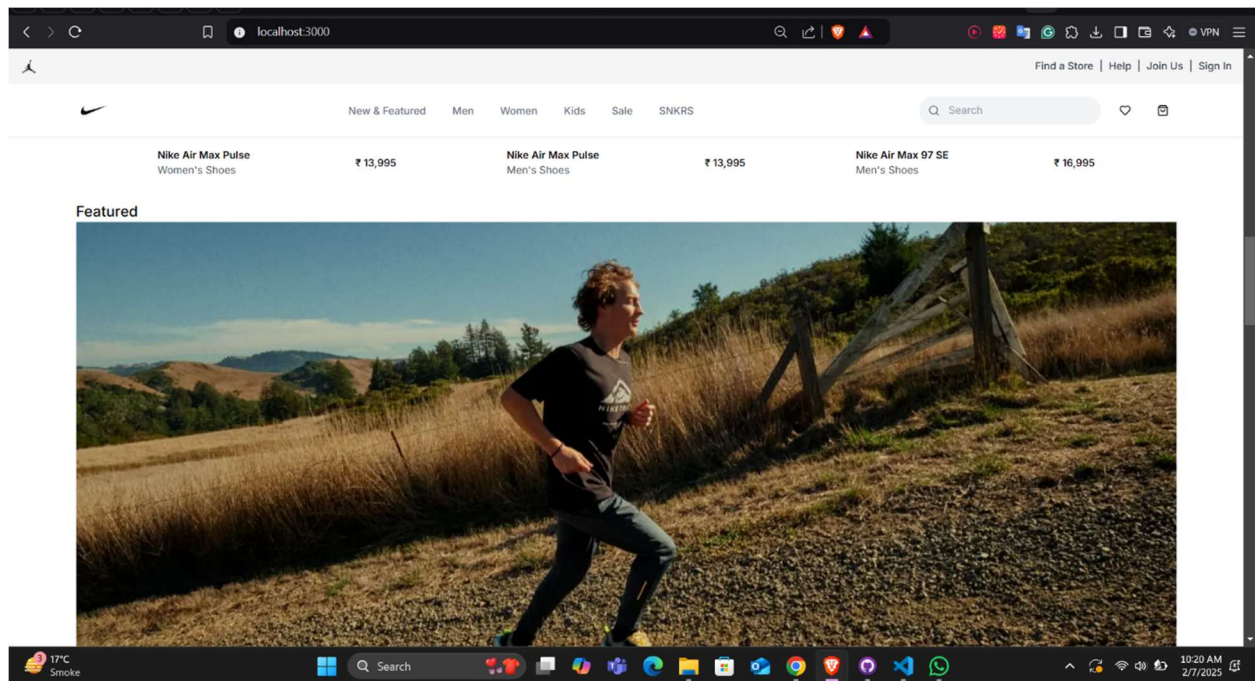 localhost:3000
VPN
Find a Store | Help | Join Us | Sign In
New & Featured Men Women Kids Sale SNKRS
Search
Nike Air Max Pulse
Women's Shoes
₹ 13,995
Nike Air Max Pulse
Men's Shoes
₹ 13,995
Nike Air Max 97 SE
Men's Shoes
₹ 16,995
Featured
3
17°C
Smoke
Search
10:20 AM
2/7/2025